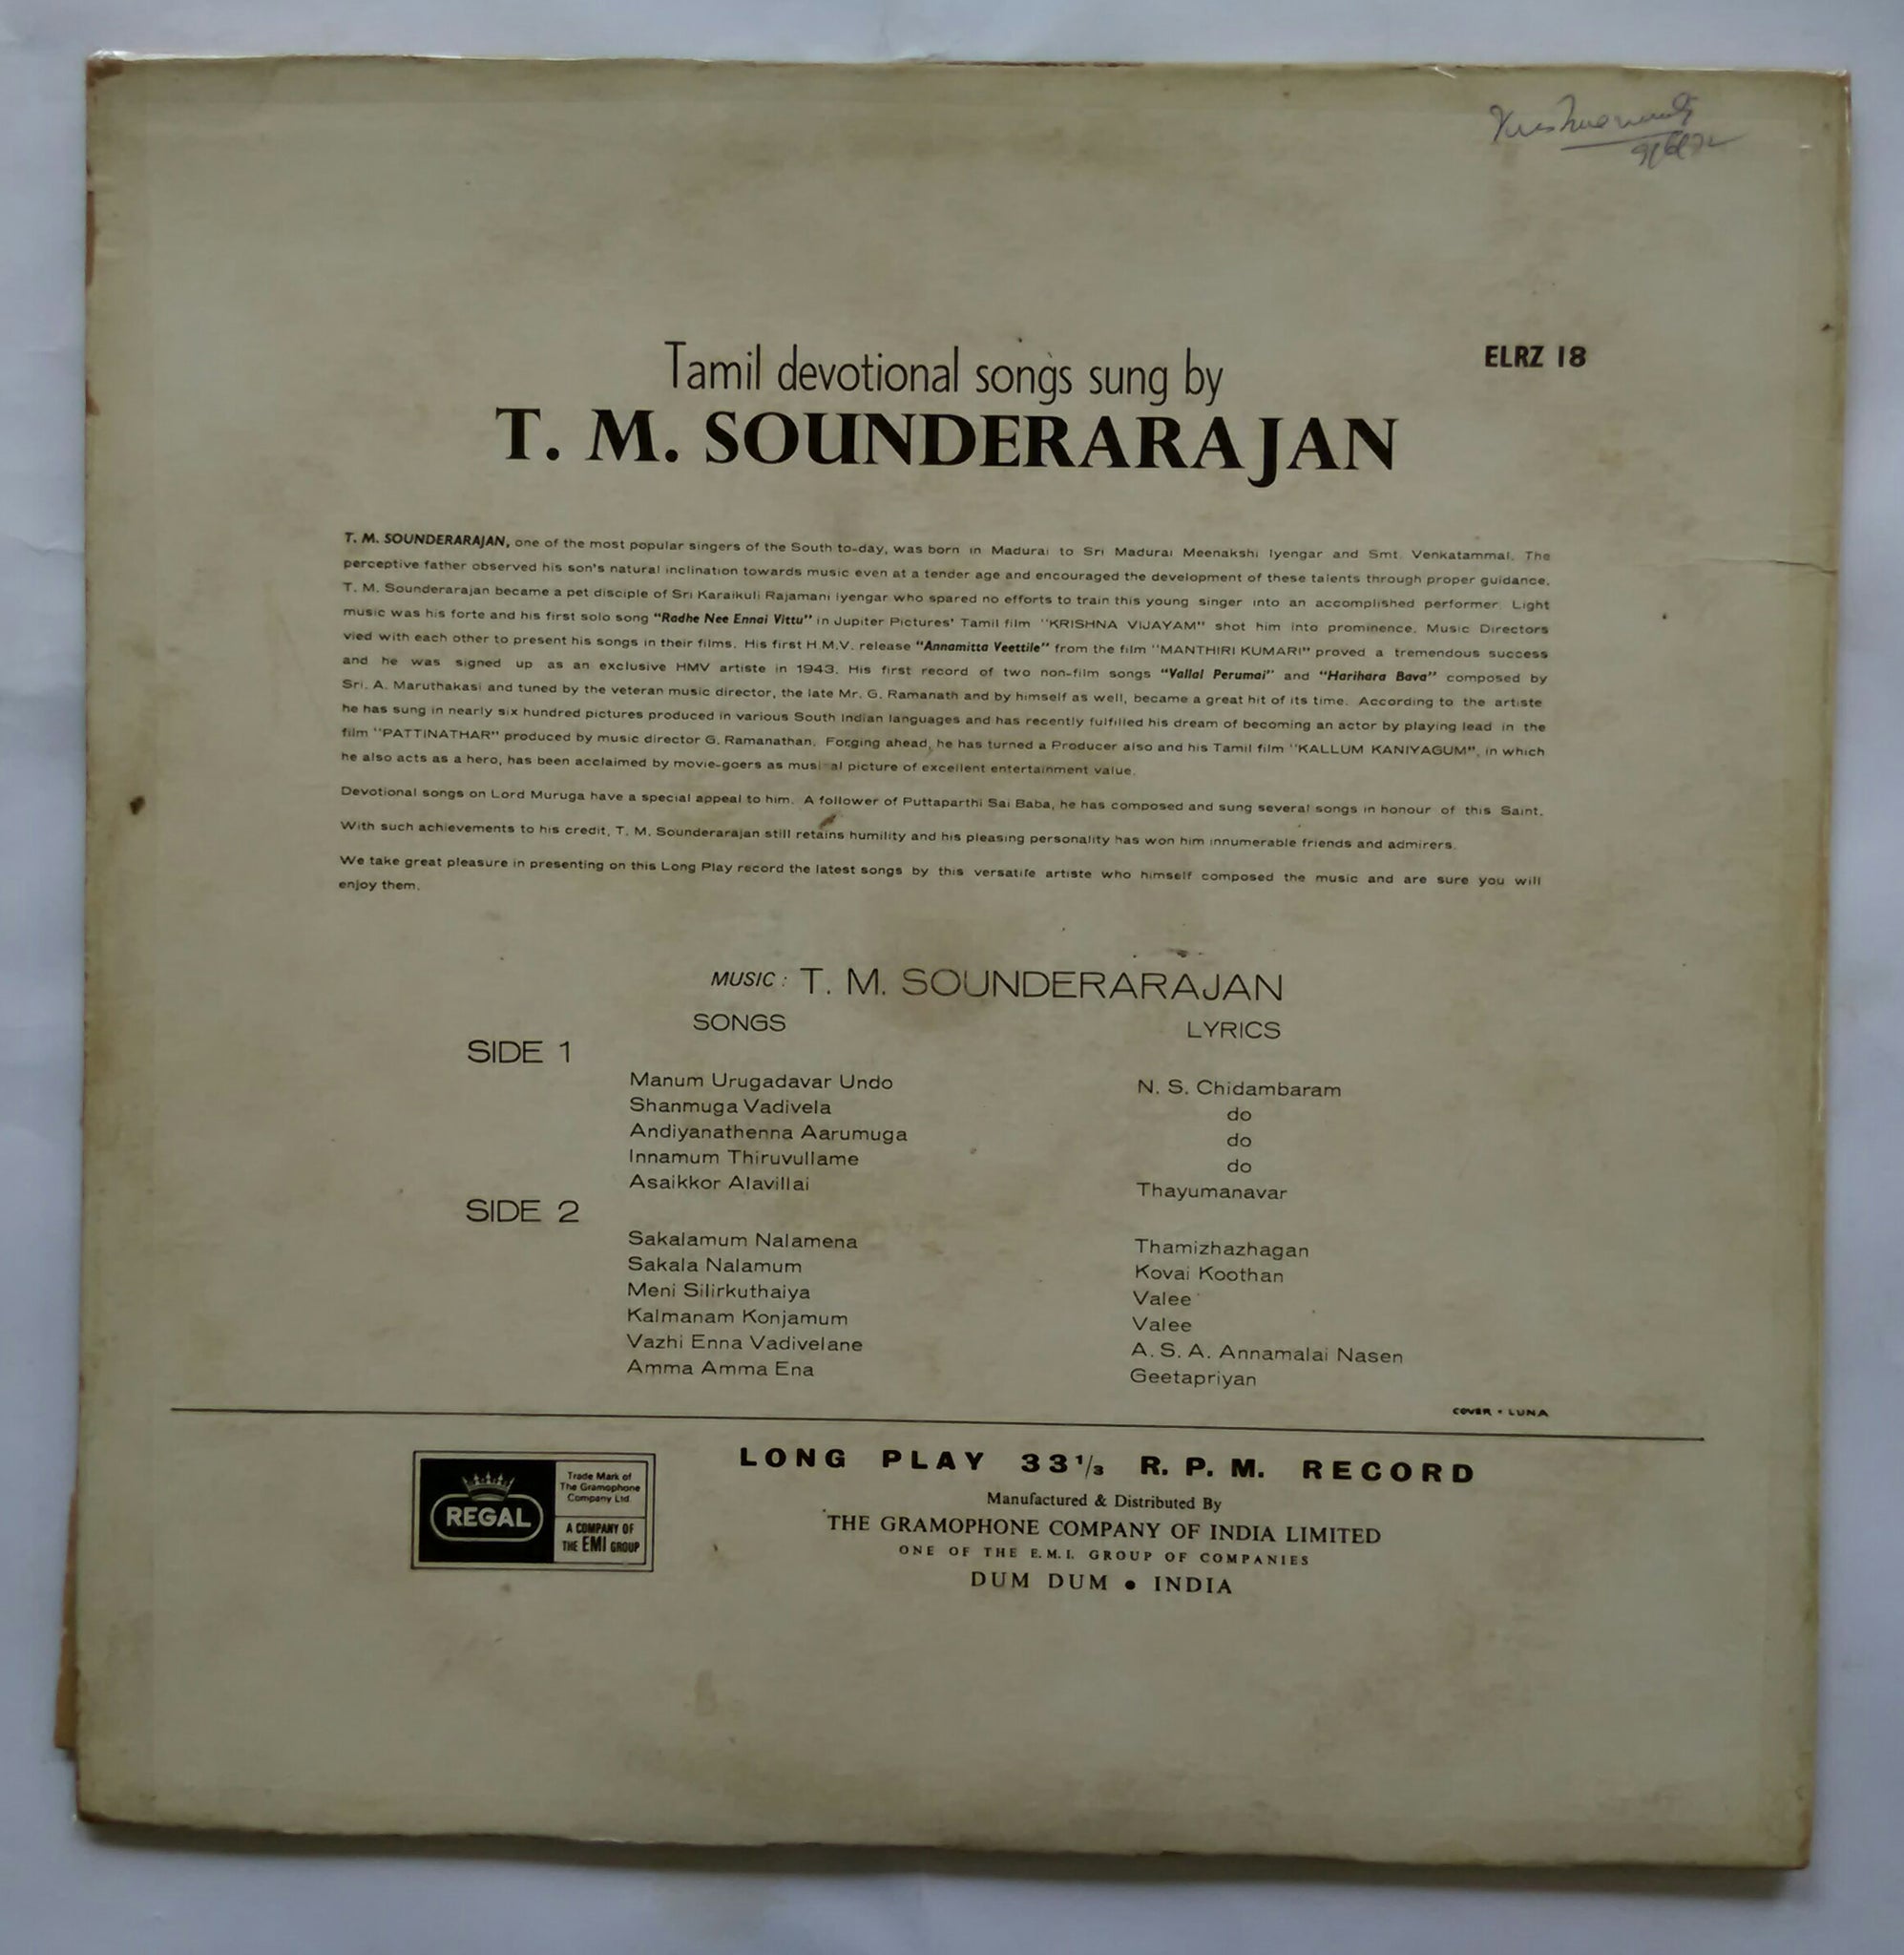 Tamil devotional songs sung by
ELRZ 18
T. M. SOUNDERARAJAN
T. M. SOUNDERARAJAN, one of the most popular singers of the South to-day, was born in Madurai to Sri Madurai Meenakshi Iyengar and Smt. Venkatammal. The
perceptive father observed his son's natural inclination towards music even at a tender age and encouraged the development of these talents through proper guidance.
T. M. Sounderarajan became a pet disciple of Sri Karaikuli Rajamani Iyengar who spared no efforts to train this young singer into an accomplished performer. Light
music was his forte and his first solo song "Radhe Nee Ennai Vittu" in Jupiter Pictures' Tamil film "KRISHNA VIJAYAM" shot him into prominence. Music Directors
vied with each other to present his songs in their films. His first H.M.V. release "Annamitta Veettile" from the film "MANTHIRI KUMARI" proved a tremendous success
and he was signed up as an exclusive HMV artiste in 1943. His first record of two non-film songs "Vallal Perumai" and "Harihara Bava" composed by
Sri. A. Maruthakasi and tuned by the veteran music director, the late Mr. G. Ramanath and by himself as well, became a great hit of its time. According to the artiste
he has sung in nearly six hundred pictures produced in various South Indian languages and has recently fulfilled his dream of becoming an actor by playing lead in the
film "PATTINATHAR" produced by music director G. Ramanathan. Forging ahead, he has turned a Producer also and his Tamil film "KALLUM KANIYAGUM", in which
he also acts as a hero, has been acclaimed by movie-goers as musical picture of excellent entertainment value.
Devotional songs on Lord Muruga have a special appeal to him. A follower of Puttaparthi Sai Baba, he has composed and sung several songs in honour of this Saint.
With such achievements to his credit, T. M. Sounderarajan still retains humility and his pleasing personality has won him innumerable friends and admirers.
We take great pleasure in presenting on this Long Play record the latest songs by this versatile artiste who himself composed the music and are sure you will
enjoy them.
MUSIC : T. M. SOUNDERARAJAN
SONGS LYRICS
SIDE 1
Manum Urugadavar Undo N. S. Chidambaram
Shanmuga Vadivela do
Andiyanathenna Aarumuga do
Innamum Thiruvullame do
Asaikkor Alavillai Thayumanavar
SIDE 2
Sakalamum Nalamena Thamizhazhagan
Sakala Nalamum Kovai Koothan
Meni Silirkuthaiya Valee
Kalmanam Konjamum Valee
Vazhi Enna Vadivelane A. S. A. Annamalai Nasen
Amma Amma Ena Geetapriyan
COVER • LUNA
REGAL
Trade Mark of
The Gramophone
Company Ltd.
A COMPANY OF
THE EMI GROUP
LONG PLAY 33 1/3 R. P. M. RECORD
Manufactured & Distributed By
THE GRAMOPHONE COMPANY OF INDIA LIMITED
ONE OF THE E.M.I. GROUP OF COMPANIES
DUM DUM • INDIA